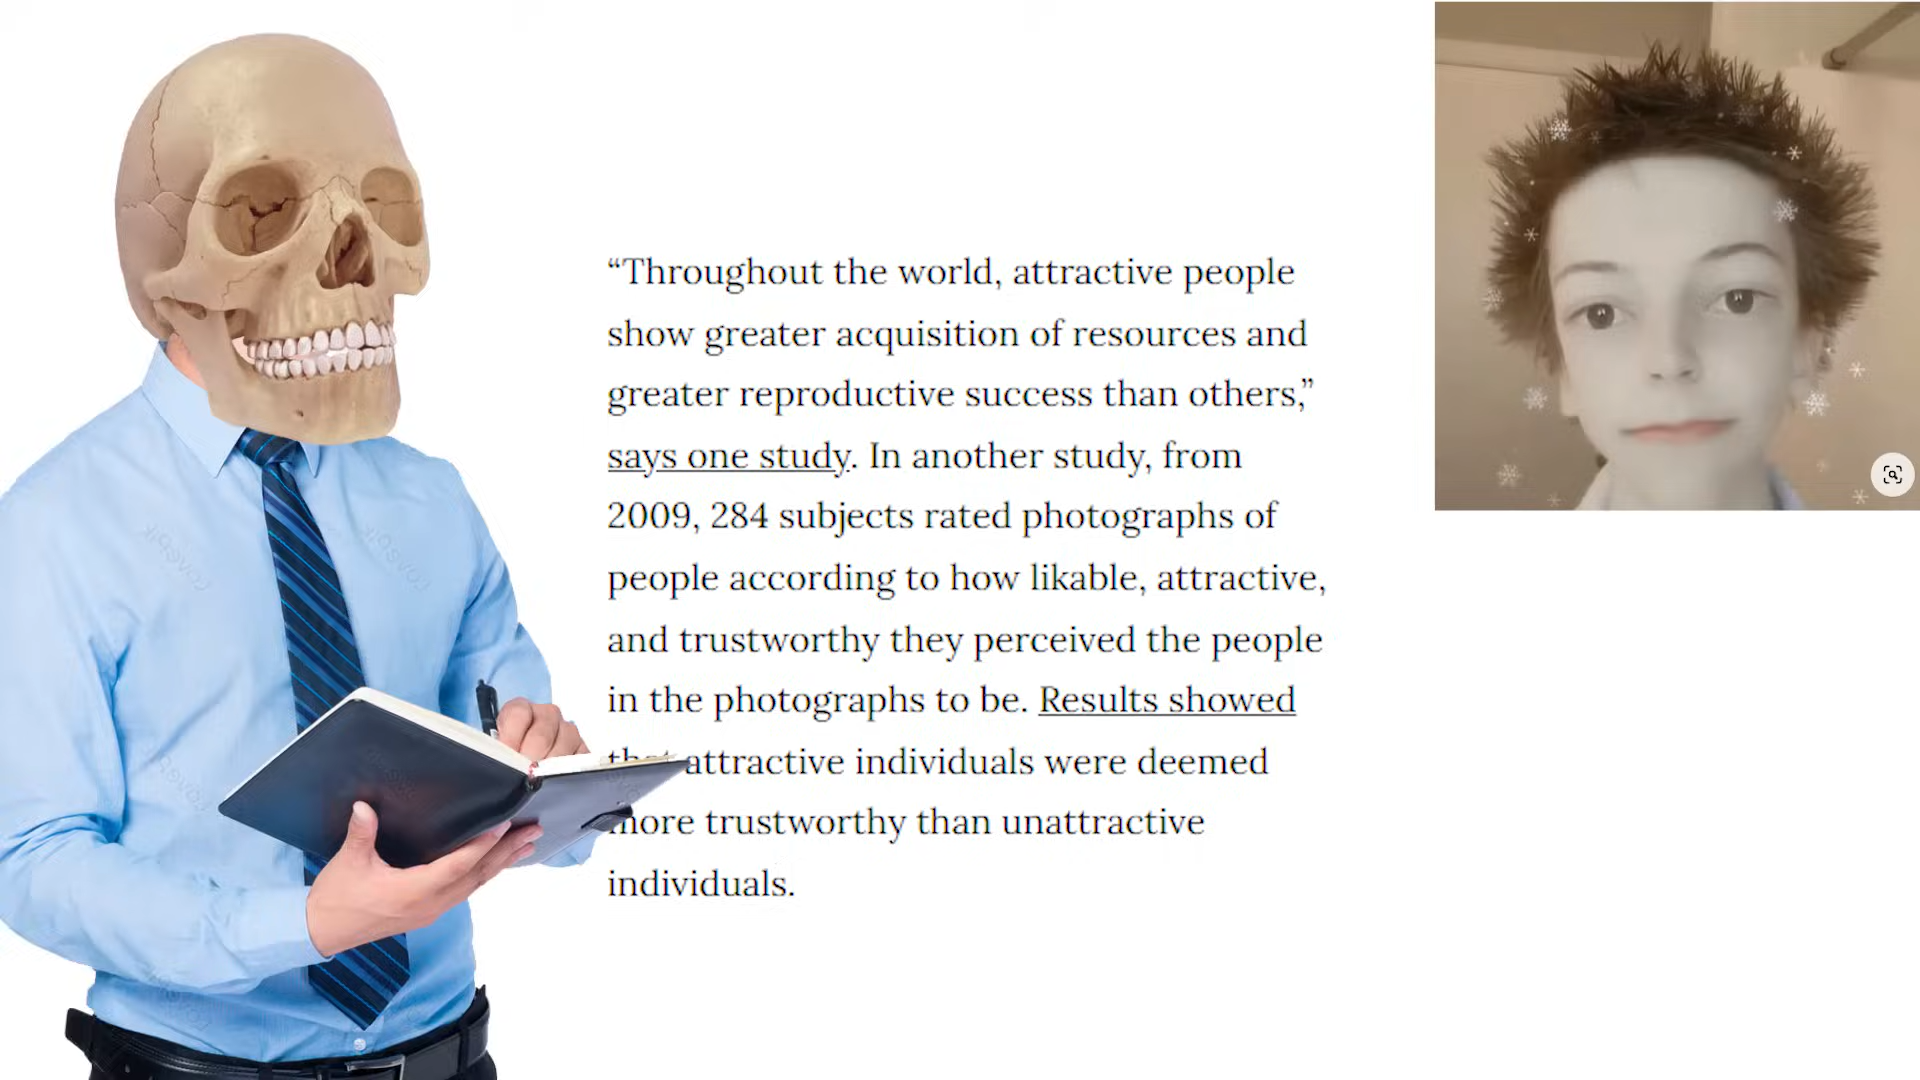 “Throughout the world, attractive people
show greater acquisition of resources and
greater reproductive success than others,”
says one study. In another study, from
2009, 284 subjects rated photographs of
people according to how likable, attractive,
and trustworthy they perceived the people
in the photographs to be. Results showed
that attractive individuals were deemed
more trustworthy than unattractive
individuals.